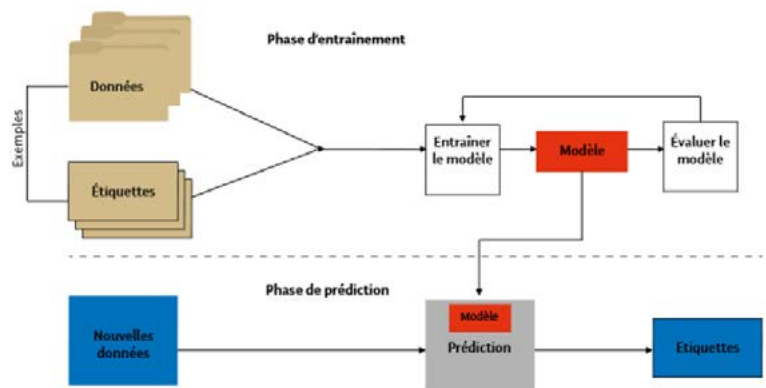 Phase d'entraînement
Données
Exemples
Étiquettes
Entraîner
le modèle
Modèle
Évaluer le
modèle
Phase de prédiction
Nouvelles
données
Modèle
Prédiction
Etiquettes